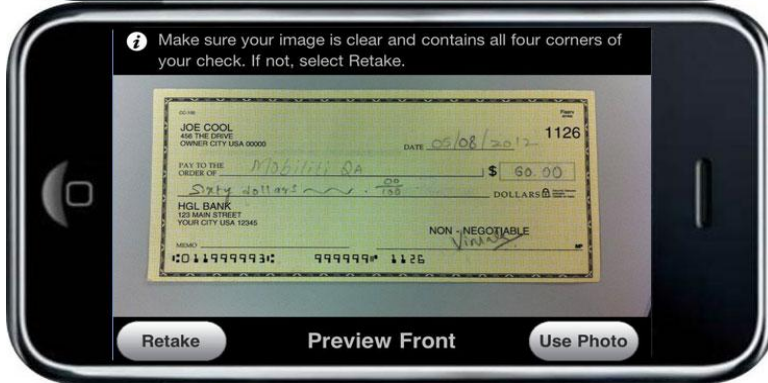 Make sure your image is clear and contains all four corners of
your check. If not, select Retake.
JOE COOL
456 THE DRIVE
OWNER CITY USA 00000
1126
DATE 05/08/2012
PAY TO THE
ORDER OF Mobiliti QA $ 60.00
Sixty dollars 00/100 DOLLARS
HGL BANK
123 MAIN STREET
YOUR CITY USA 12345
NON - NEGOTIABLE
MEMO MP
⑆011999993⑆ 999999⑈ 1126
Retake
Preview Front
Use Photo